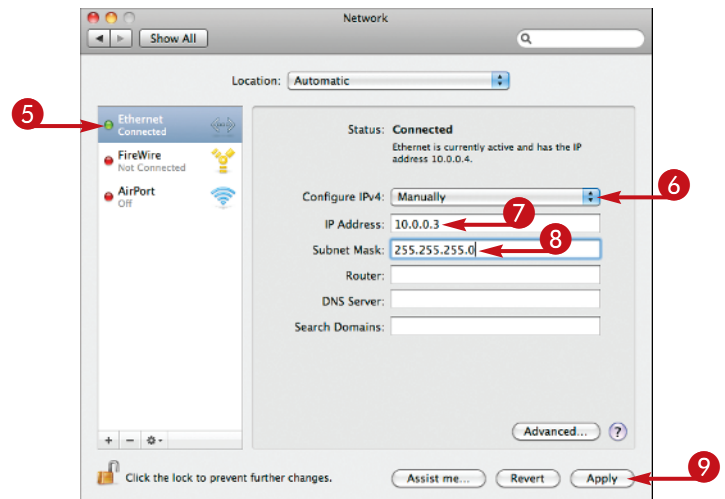 Network
Show All
Location: Automatic
5
Ethernet
Connected
FireWire
Not Connected
AirPort
Off
Status: Connected
Ethernet is currently active and has the IP
address 10.0.0.4.
Configure IPv4: Manually
6
IP Address: 10.0.0.3
7
Subnet Mask: 255.255.255.0
8
Router:
DNS Server:
Search Domains:
Advanced... ?
+ −
Click the lock to prevent further changes.
Assist me... Revert Apply
9